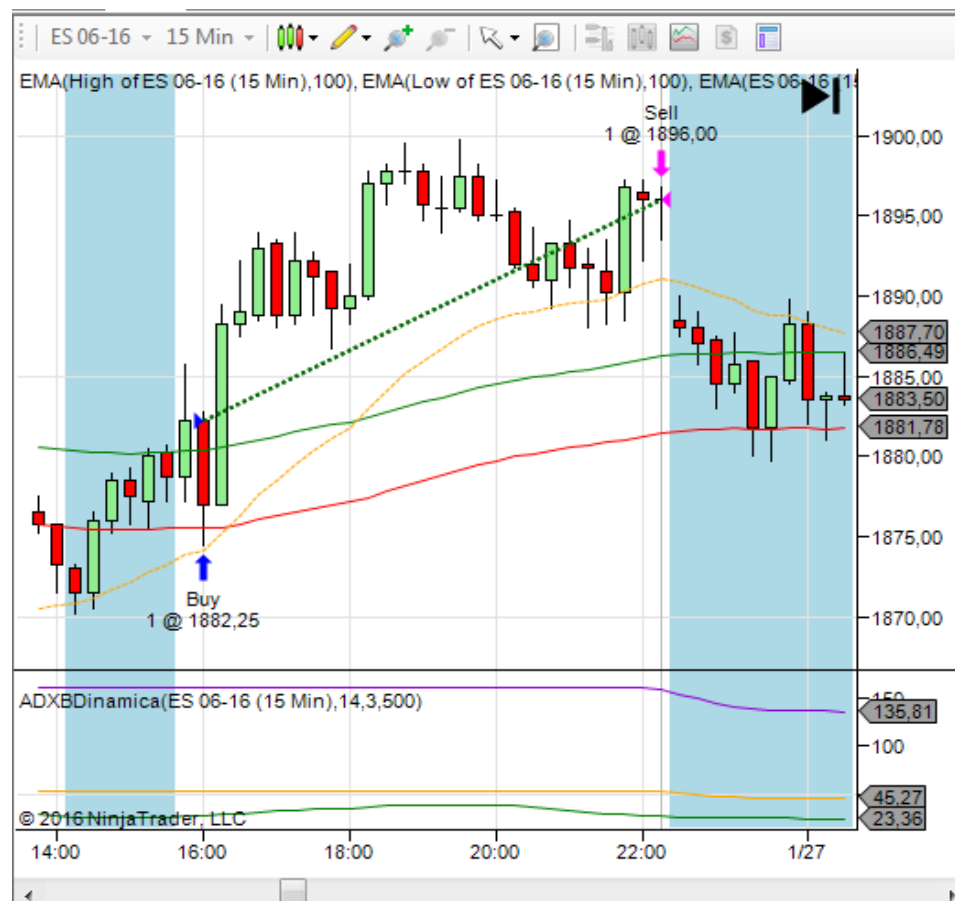 ES 06-16 15 Min
EMA(High of ES 06-16 (15 Min),100), EMA(Low of ES 06-16 (15 Min),100), EMA(ES 06-16 (15
Sell
1 @ 1896,00
1900,00
1895,00
1890,00
1887,70
1886,49
1885,00
1883,50
1881,78
1880,00
1875,00
1870,00
Buy
1 @ 1882,25
ADXBDinamica(ES 06-16 (15 Min),14,3,500)
150
135,81
100
45,27
23,36
© 2016 NinjaTrader, LLC
14:00 16:00 18:00 20:00 22:00 1/27